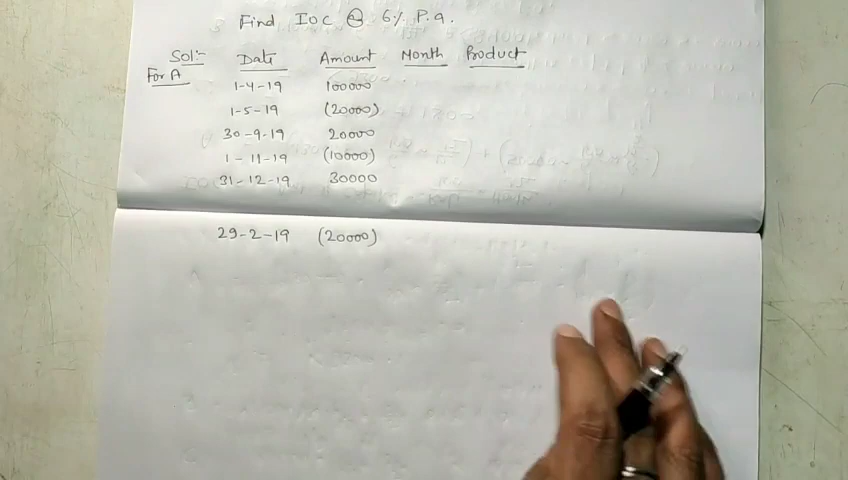 Find IOC @ 6% P.a.
Sol:- Date Amount Month Product
For A
1-4-19 100000
1-5-19 (20000)
30-9-19 20000
1-11-19 (10000)
31-12-19 30000
29-2-19 (20000)